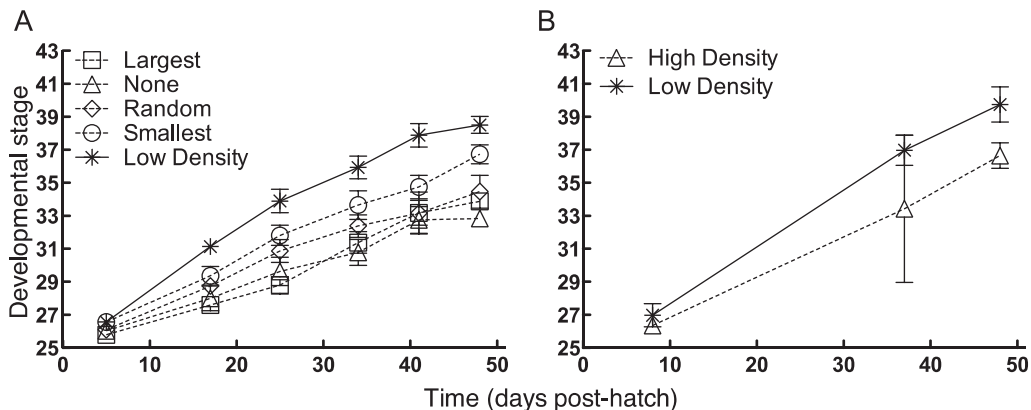 A
B
Developmental stage
43
41
39
37
35
33
31
29
27
25
0
10
20
30
40
50
Largest
None
Random
Smallest
Low Density
43
41
39
37
35
33
31
29
27
25
0
10
20
30
40
50
High Density
Low Density
Time (days post-hatch)